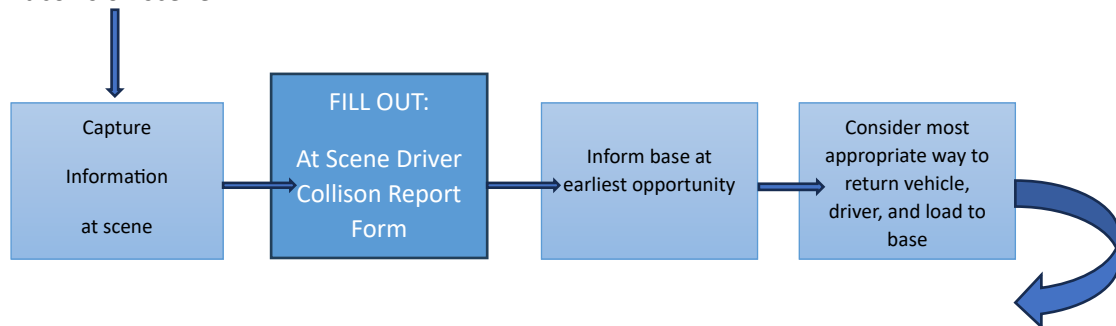 Capture
Information
at scene
FILL OUT:
At Scene Driver
Collison Report
Form
Inform base at
earliest opportunity
Consider most
appropriate way to
return vehicle,
driver, and load to
base